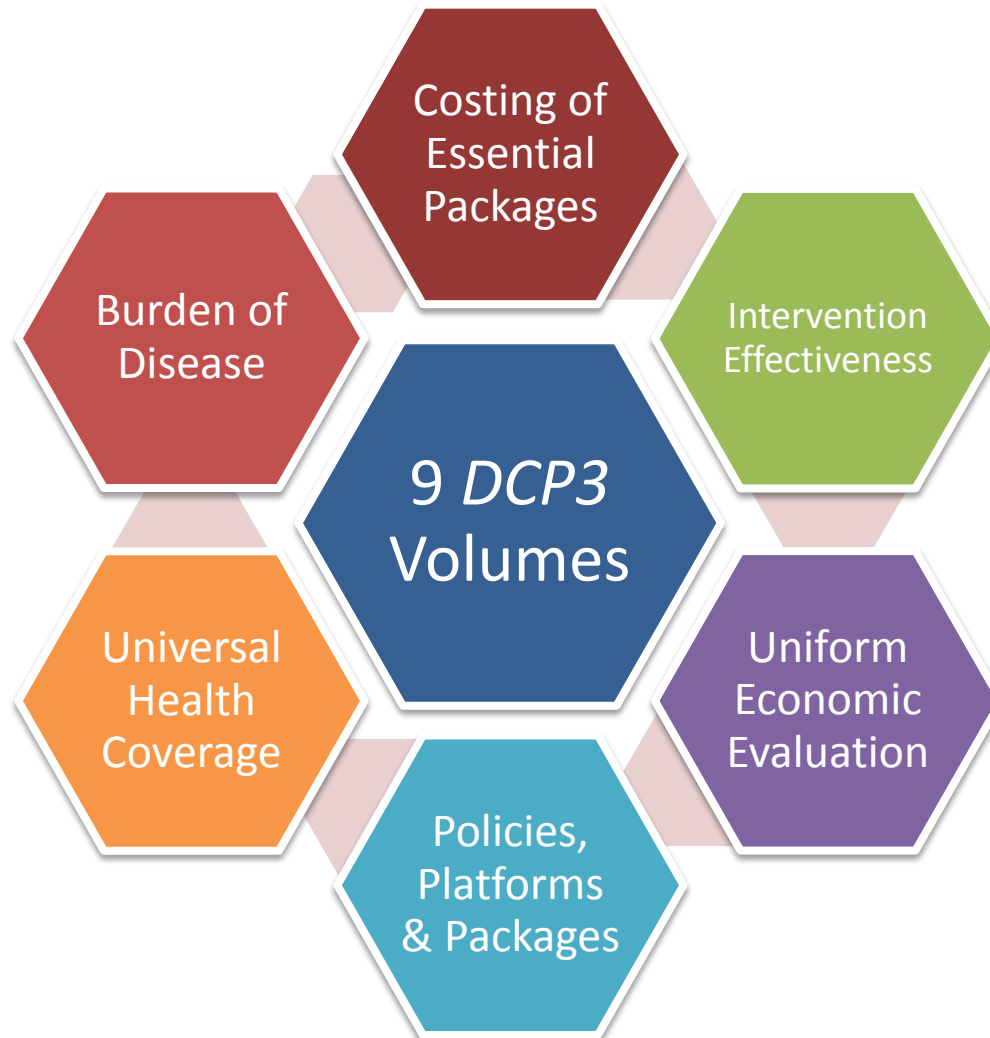 Costing of
Essential
Packages
Burden of
Disease
Intervention
Effectiveness
9 DCP3
Volumes
Universal
Health
Coverage
Uniform
Economic
Evaluation
Policies,
Platforms
& Packages